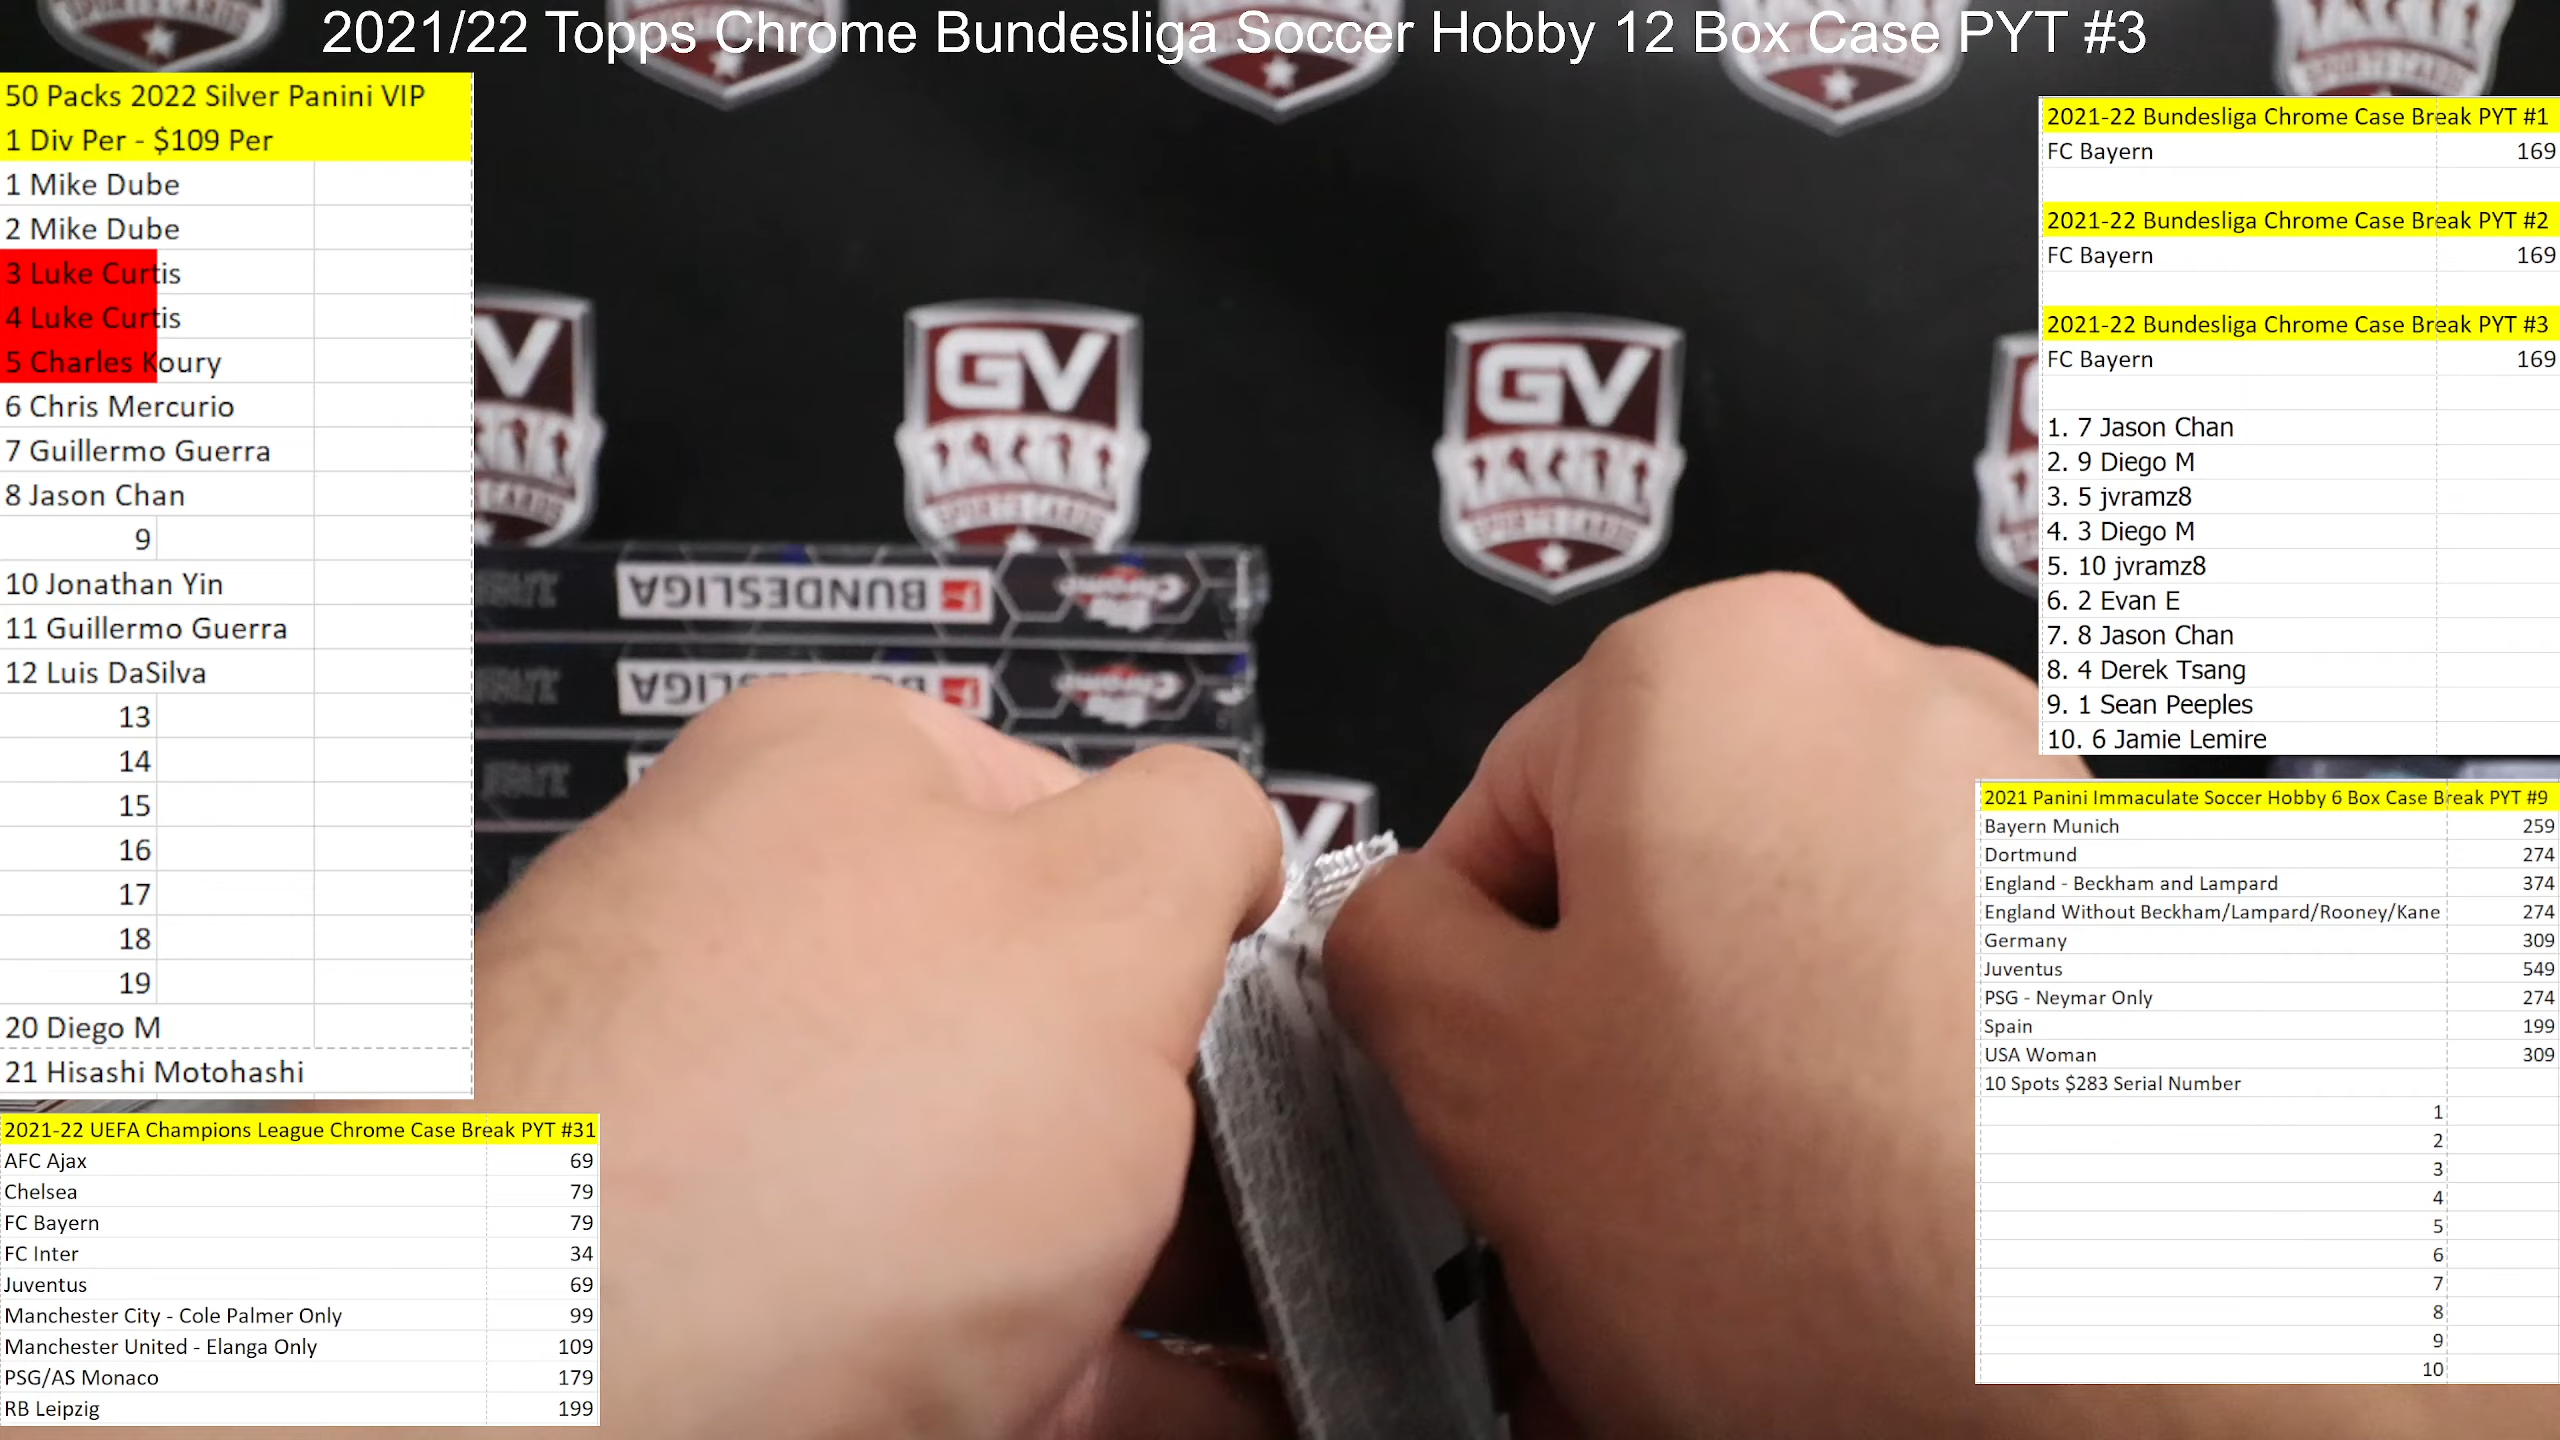 2021/22 Topps Chrome Bundesliga Soccer Hobby 12 Box Case PYT #3
50 Packs 2022 Silver Panini VIP
1 Div Per - $109 Per
1 Mike Dube
2 Mike Dube
3 Luke Curtis
4 Luke Curtis
5 Charles Koury
6 Chris Mercurio
7 Guillermo Guerra
8 Jason Chan
9
10 Jonathan Yin
11 Guillermo Guerra
12 Luis DaSilva
13
14
15
16
17
18
19
20 Diego M
21 Hisashi Motohashi
2021-22 UEFA Champions League Chrome Case Break PYT #31
AFC Ajax 69
Chelsea 79
FC Bayern 79
FC Inter 34
Juventus 69
Manchester City - Cole Palmer Only 99
Manchester United - Elanga Only 109
PSG/AS Monaco 179
RB Leipzig 199
GV
SPORTS CARDS
GV
SPORTS CARDS
BUNDESLIGA Chrome
2021-22 Bundesliga Chrome Case Break PYT #1
FC Bayern 169
2021-22 Bundesliga Chrome Case Break PYT #2
FC Bayern 169
2021-22 Bundesliga Chrome Case Break PYT #3
FC Bayern 169
1. 7 Jason Chan
2. 9 Diego M
3. 5 jvramz8
4. 3 Diego M
5. 10 jvramz8
6. 2 Evan E
7. 8 Jason Chan
8. 4 Derek Tsang
9. 1 Sean Peeples
10. 6 Jamie Lemire
2021 Panini Immaculate Soccer Hobby 6 Box Case Break PYT #9
Bayern Munich 259
Dortmund 274
England - Beckham and Lampard 374
England Without Beckham/Lampard/Rooney/Kane 274
Germany 309
Juventus 549
PSG - Neymar Only 274
Spain 199
USA Woman 309
10 Spots $283 Serial Number
1
2
3
4
5
6
7
8
9
10